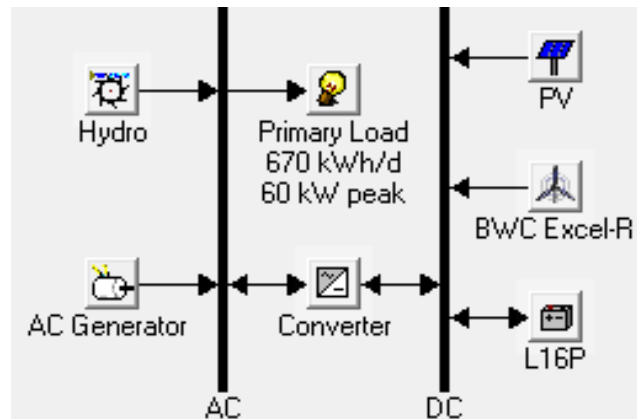 Hydro
Primary Load
670 kWh/d
60 kW peak
PV
BWC Excel-R
AC Generator
Converter
L16P
AC
DC